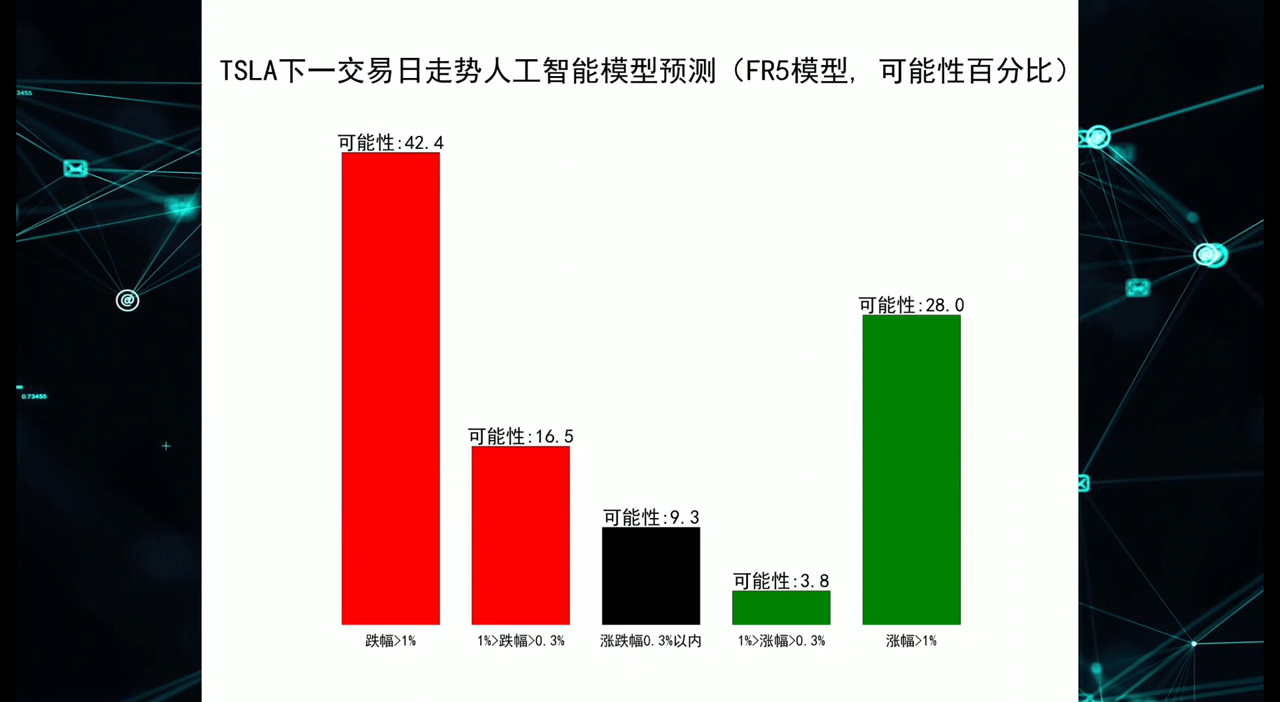 TSLA下一交易日走势人工智能模型预测（FR5模型, 可能性百分比）
3455
可能性:42.4
@
@
可能性:28.0
@
0.73455
可能性:16.5
可能性:9.3
可能性:3.8
跌幅>1%
1%>跌幅>0.3%
涨跌幅0.3%以内
1%>涨幅>0.3%
涨幅>1%